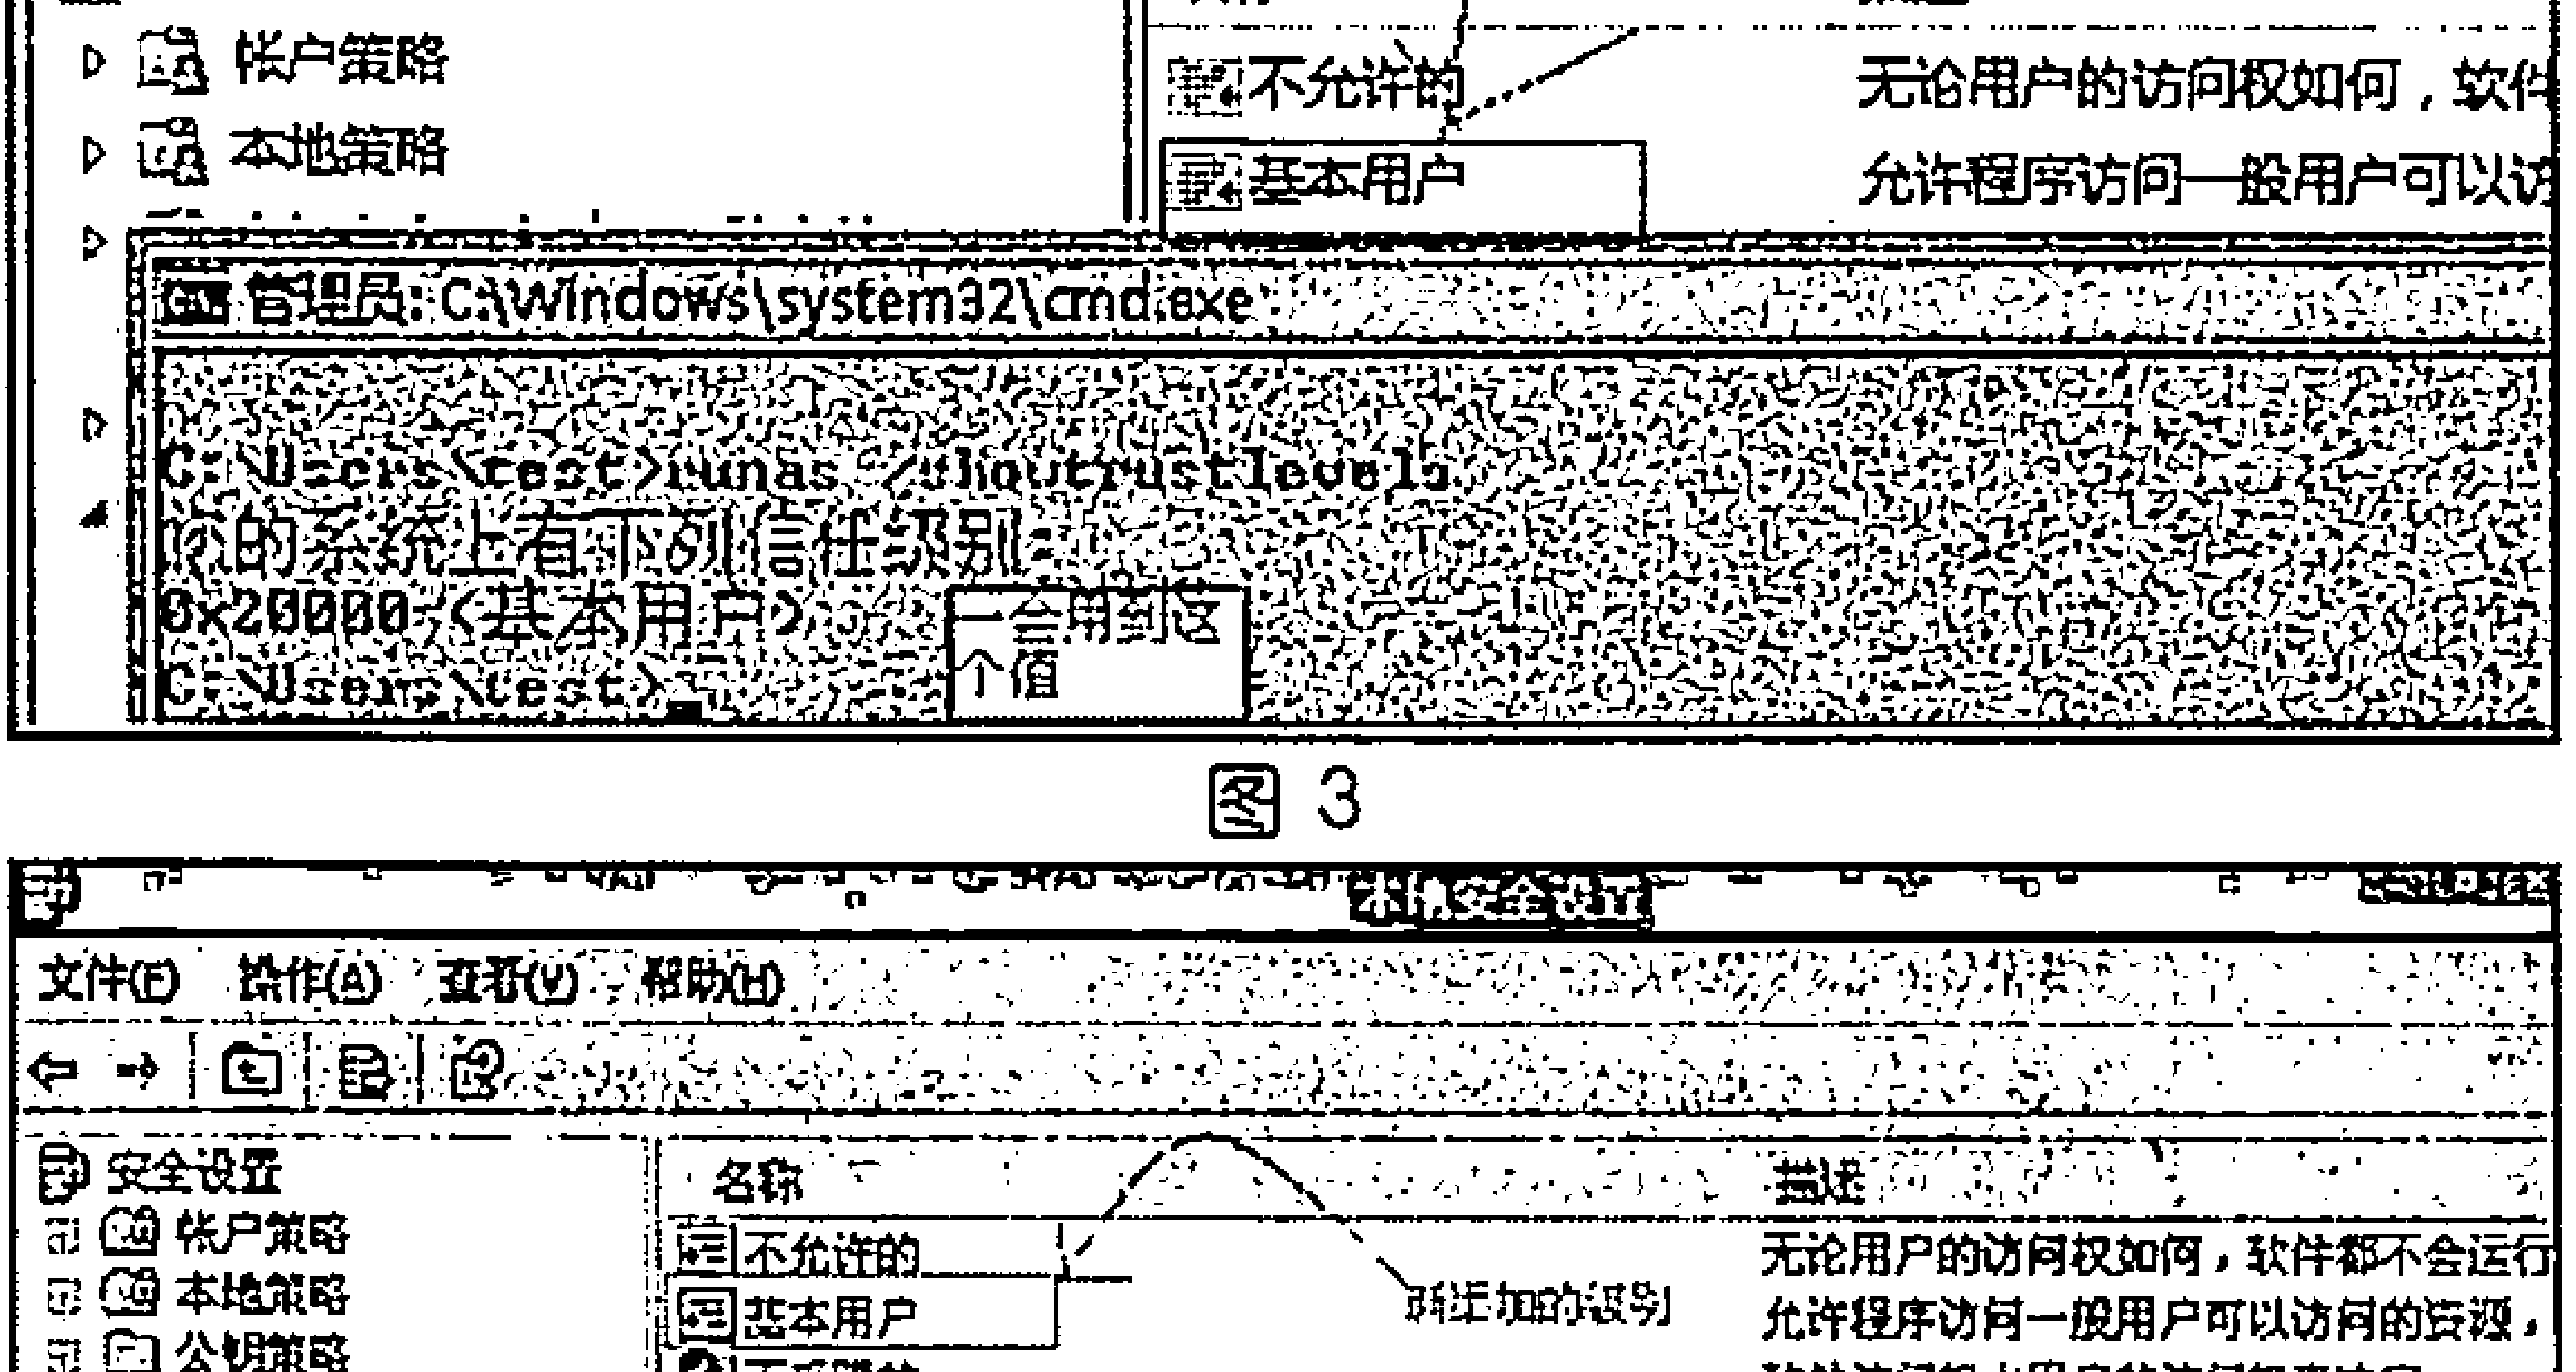 帐户策略
不允许的
无论用户的访问权如何，软件
本地策略
基本用户
允许程序访问一般用户可以访
管理员: C:\Windows\system32\cmd.exe
C:\Users\test>runas /showtrustlevels
你的系统上有下列信任级别:
0x20000 (基本用户)
一会用到这
个值
C:\Users\test>
图 3
本地安全设置
文件(F) 操作(A) 查看(V) 帮助(H)
安全设置
名称
描述
帐户策略
不允许的
无论用户的访问权如何，软件都不会运行
本地策略
基本用户
所添加的级别
允许程序访问一般用户可以访问的资源，
公钥策略